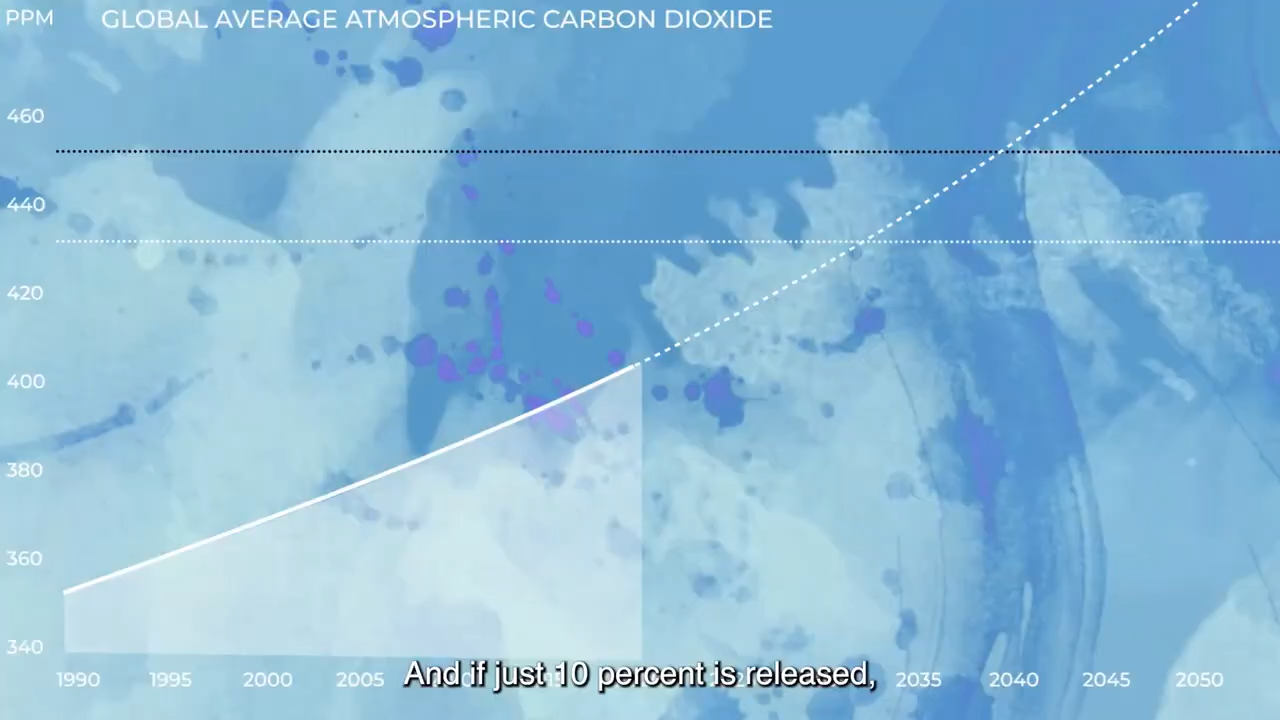 PPM GLOBAL AVERAGE ATMOSPHERIC CARBON DIOXIDE
460
440
420
400
380
360
340
1990 1995 2000 2005 2035 2040 2045 2050
And if just 10 percent is released,